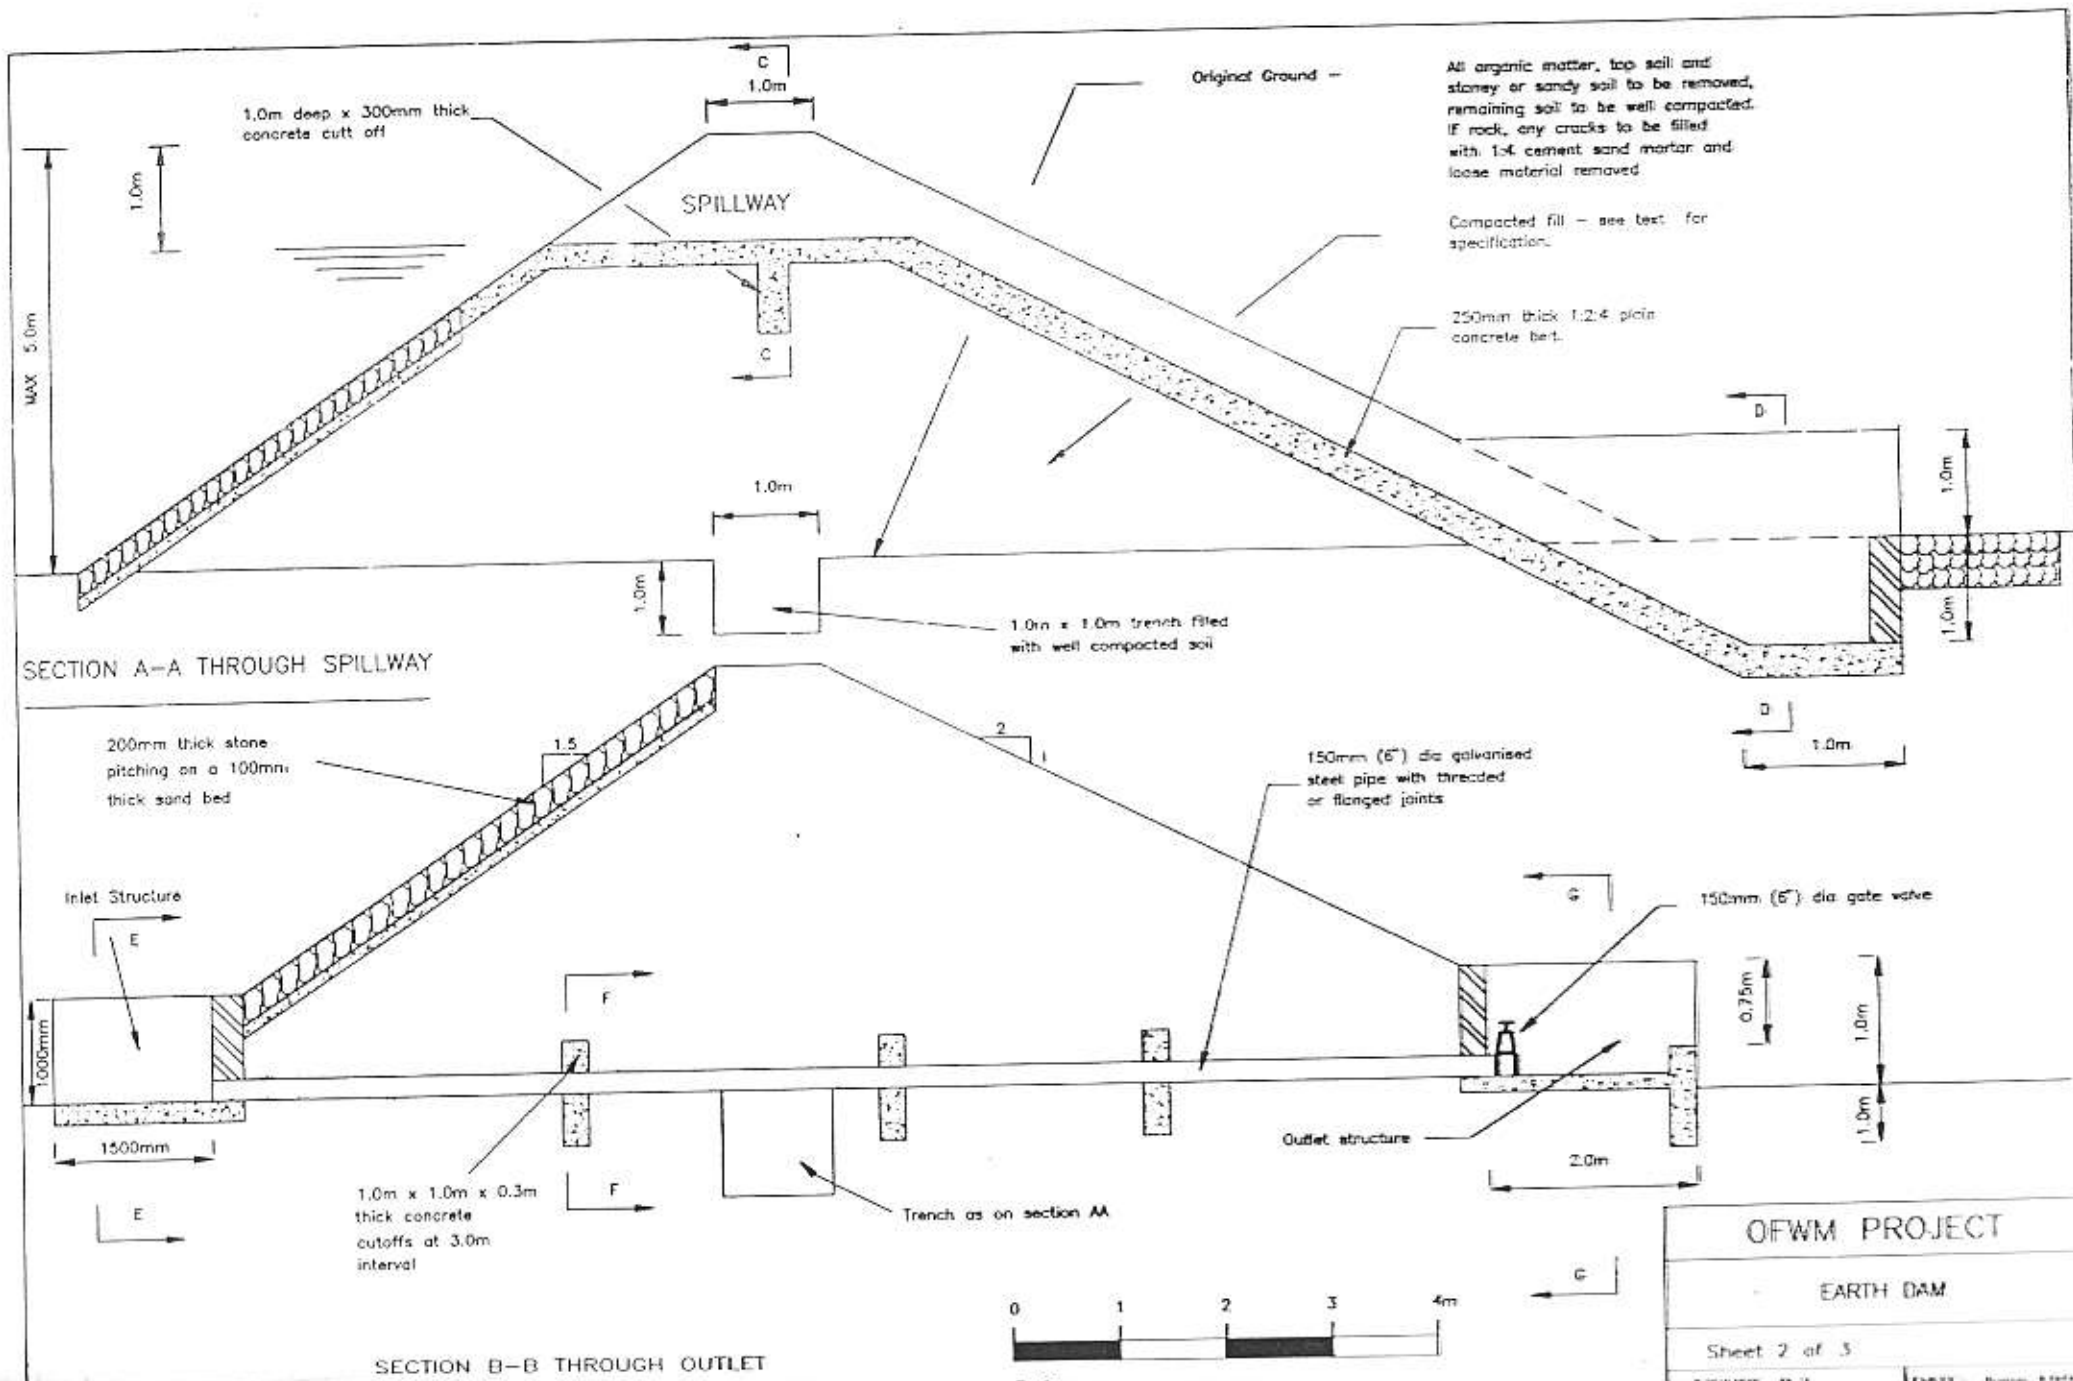 C
1.0m
Original Ground -
All organic matter, top soil and
stoney or sandy soil to be removed,
remaining soil to be well compacted.
If rock, any cracks to be filled
with 1:4 cement sand mortar and
loose material removed
1.0m deep x 300mm thick
concrete cutt off
1.0m
SPILLWAY
Compacted fill - see text for
specification.
MAX 5.0m
250mm thick 1:2:4 plain
concrete belt.
C
D
1.0m
1.0m
1.0m
1.0m
1.0m x 1.0m trench filled
with well compacted soil
SECTION A-A THROUGH SPILLWAY
D
1.0m
200mm thick stone
pitching on a 100mm
thick sand bed
1.5
2
1
150mm (6") dia galvanised
steel pipe with threaded
or flanged joints
Inlet Structure
E
G
150mm (6") dia gate valve
F
0.75m
1.0m
1000mm
1.0m
1500mm
Outlet structure
2.0m
1.0m x 1.0m x 0.3m
thick concrete
cutoffs at 3.0m
interval
F
E
Trench as on section AA
G
0 1 2 3 4m
SECTION B-B THROUGH OUTLET
OFWM PROJECT
EARTH DAM
Sheet 2 of 3